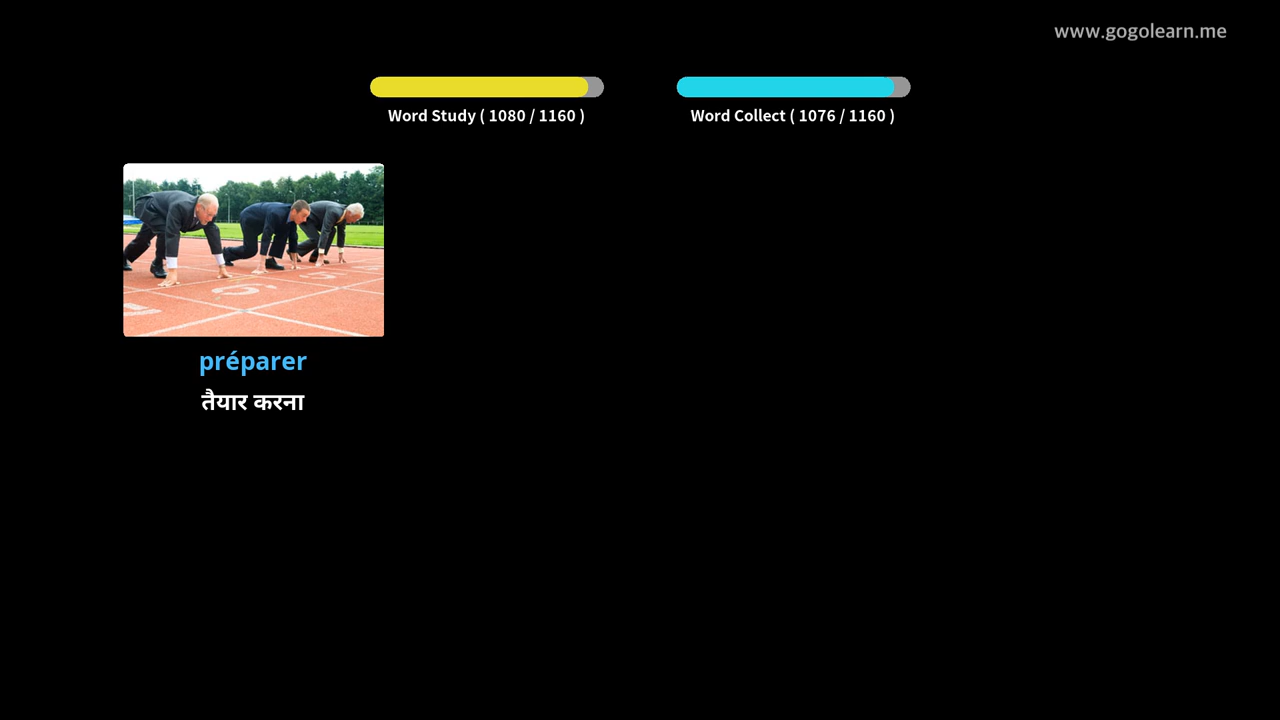 www.gogolearn.me
Word Study ( 1080 / 1160 )
Word Collect ( 1076 / 1160 )
préparer
तैयार करना